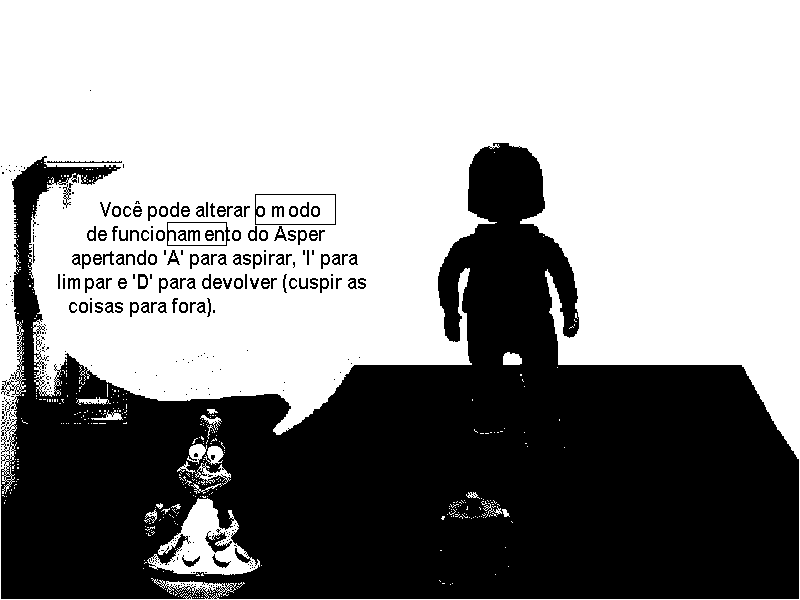 Você pode alterar o modo
de funcionamento do Asper
apertando 'A' para aspirar, 'I' para
limpar e 'D' para devolver (cuspir as
coisas para fora).